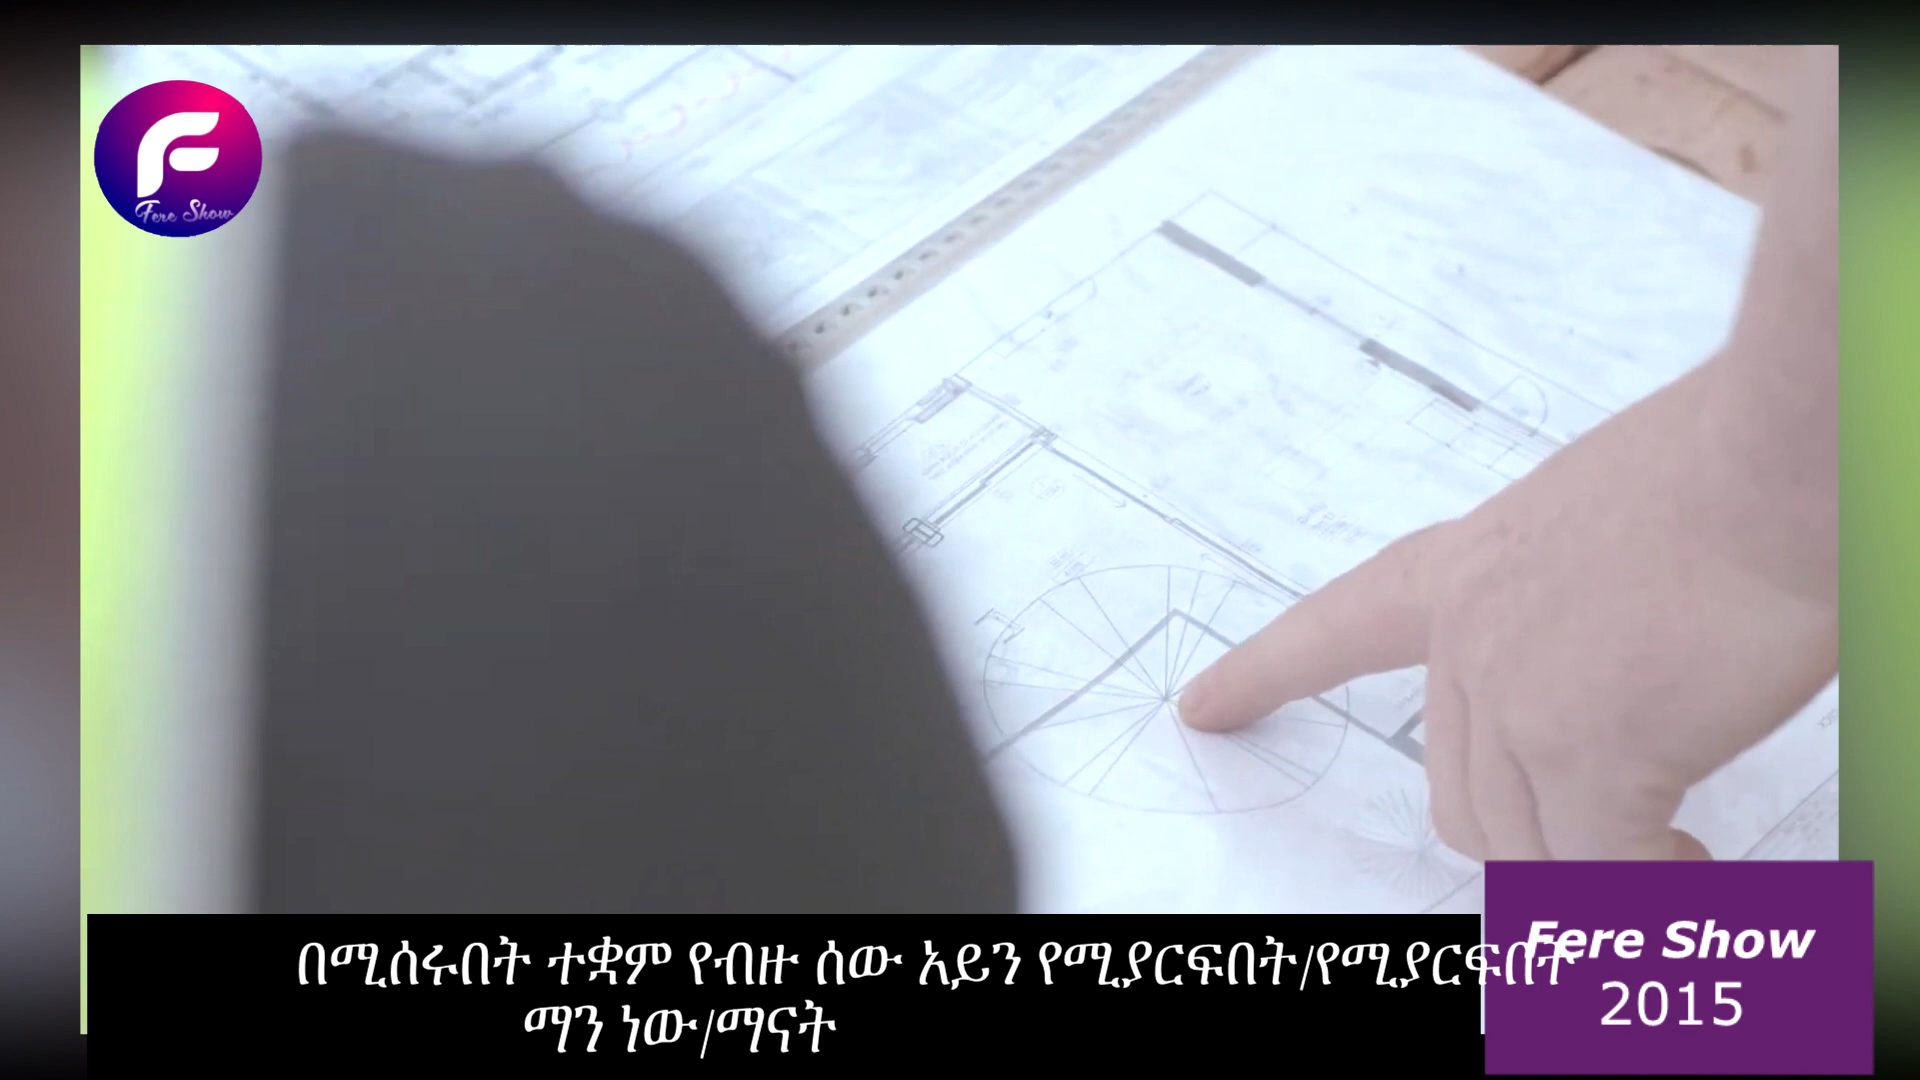 Fere Show
በሚሰሩበት ተቋም የብዙ ሰው አይን የሚያርፍበት/የሚያርፍበት
ማን ነው/ማናት
Fere Show
2015